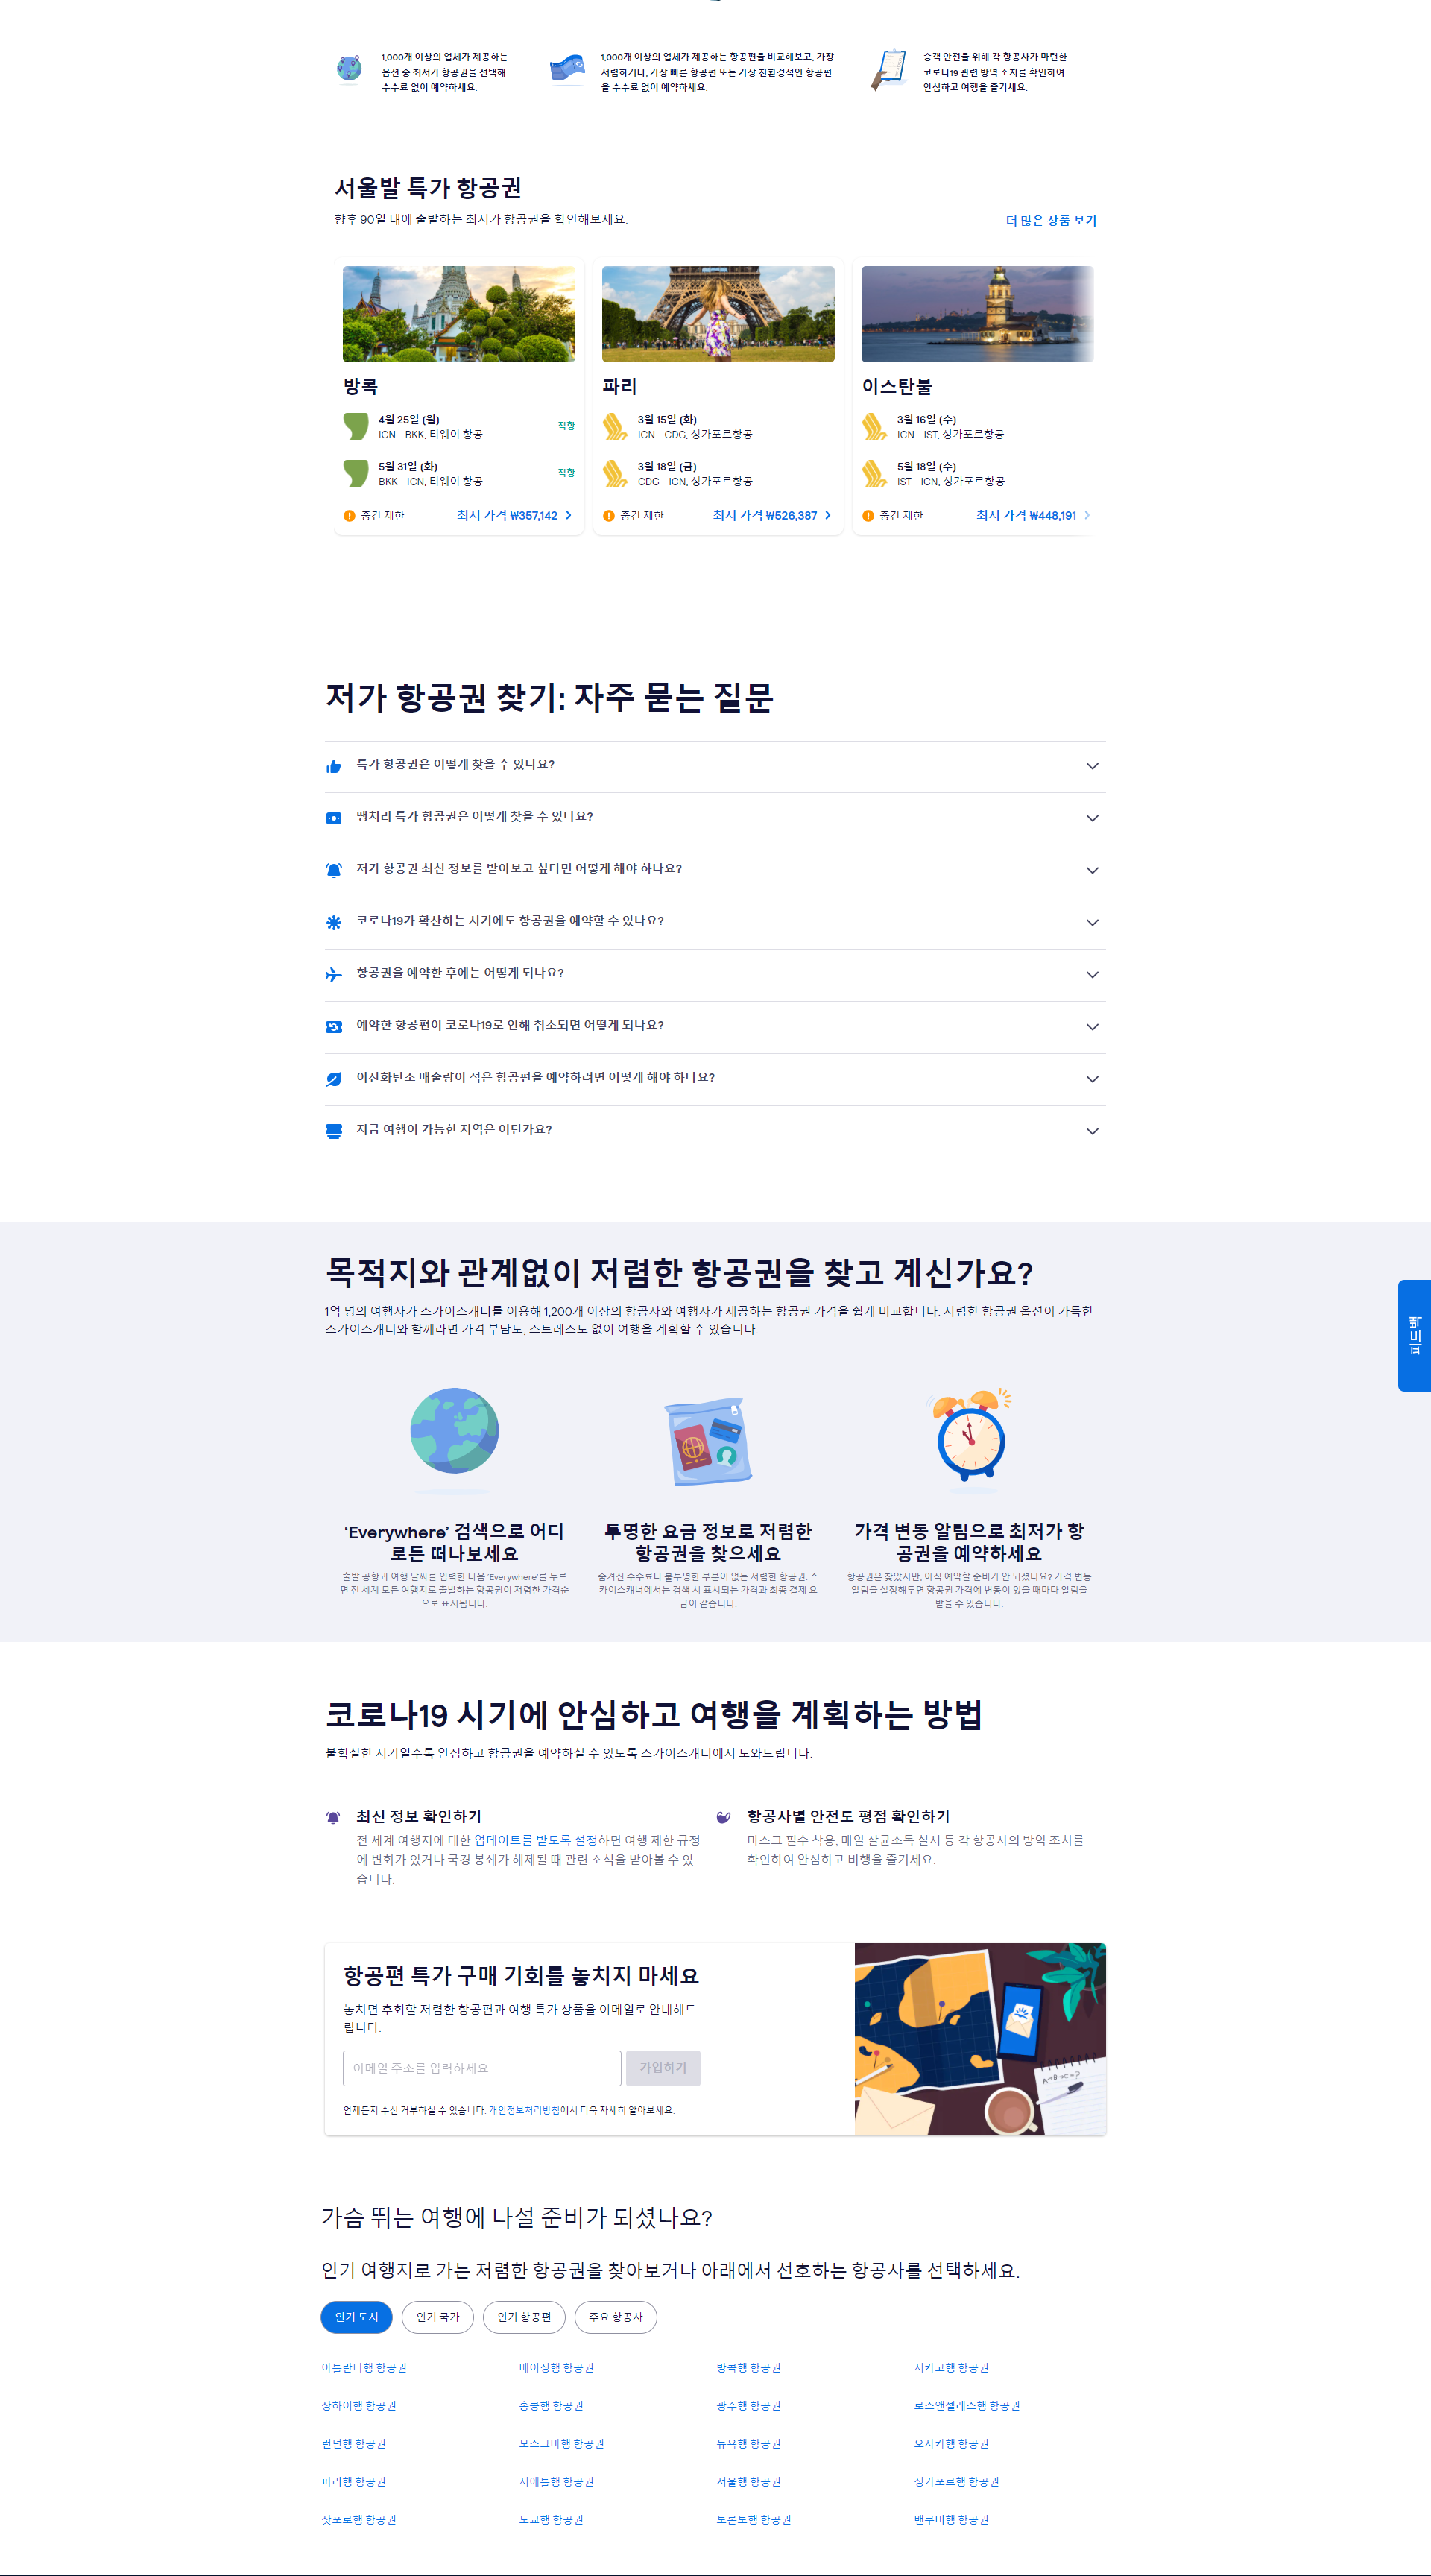 1,000개 이상의 업체가 제공하는
옵션 중 최저가 항공권을 선택해
수수료 없이 예약하세요.
1,000개 이상의 업체가 제공하는 항공편을 비교해보고, 가장
저렴하거나, 가장 빠른 항공편 또는 가장 친환경적인 항공편
을 수수료 없이 예약하세요.
승객 안전을 위해 각 항공사가 마련한
코로나19 관련 방역 조치를 확인하여
안심하고 여행을 즐기세요.
서울발 특가 항공권
향후 90일 내에 출발하는 최저가 항공권을 확인해보세요.
더 많은 상품 보기
방콕
4월 25일 (월)
ICN - BKK, 티웨이 항공
직항
5월 31일 (화)
BKK - ICN, 티웨이 항공
직항
중간 제한
최저 가격 ₩357,142
파리
3월 15일 (화)
ICN - CDG, 싱가포르항공
3월 18일 (금)
CDG - ICN, 싱가포르항공
중간 제한
최저 가격 ₩526,387
이스탄불
3월 16일 (수)
ICN - IST, 싱가포르항공
5월 18일 (수)
IST - ICN, 싱가포르항공
중간 제한
최저 가격 ₩448,191
저가 항공권 찾기: 자주 묻는 질문
특가 항공권은 어떻게 찾을 수 있나요?
땡처리 특가 항공권은 어떻게 찾을 수 있나요?
저가 항공권 최신 정보를 받아보고 싶다면 어떻게 해야 하나요?
코로나19가 확산하는 시기에도 항공권을 예약할 수 있나요?
항공권을 예약한 후에는 어떻게 되나요?
예약한 항공편이 코로나19로 인해 취소되면 어떻게 되나요?
이산화탄소 배출량이 적은 항공편을 예약하려면 어떻게 해야 하나요?
지금 여행이 가능한 지역은 어딘가요?
목적지와 관계없이 저렴한 항공권을 찾고 계신가요?
1억 명의 여행자가 스카이스캐너를 이용해 1,200개 이상의 항공사와 여행사가 제공하는 항공권 가격을 쉽게 비교합니다. 저렴한 항공권 옵션이 가득한
스카이스캐너와 함께라면 가격 부담도, 스트레스도 없이 여행을 계획할 수 있습니다.
피드백
‘Everywhere’ 검색으로 어디
로든 떠나보세요
출발 공항과 여행 날짜를 입력한 다음 'Everywhere'를 누르
면 전 세계 모든 여행지로 출발하는 항공권이 저렴한 가격순
으로 표시됩니다.
투명한 요금 정보로 저렴한
항공권을 찾으세요
숨겨진 수수료나 불투명한 부분이 없는 저렴한 항공권. 스
카이스캐너에서는 검색 시 표시되는 가격과 최종 결제 요
금이 같습니다.
가격 변동 알림으로 최저가 항
공권을 예약하세요
항공권은 찾았지만, 아직 예약할 준비가 안 되셨나요? 가격 변동
알림을 설정해두면 항공권 가격에 변동이 있을 때마다 알림을
받을 수 있습니다.
코로나19 시기에 안심하고 여행을 계획하는 방법
불확실한 시기일수록 안심하고 항공권을 예약하실 수 있도록 스카이스캐너에서 도와드립니다.
최신 정보 확인하기
전 세계 여행지에 대한 업데이트를 받도록 설정하면 여행 제한 규정
에 변화가 있거나 국경 봉쇄가 해제될 때 관련 소식을 받아볼 수 있
습니다.
항공사별 안전도 평점 확인하기
마스크 필수 착용, 매일 살균소독 실시 등 각 항공사의 방역 조치를
확인하여 안심하고 비행을 즐기세요.
항공편 특가 구매 기회를 놓치지 마세요
놓치면 후회할 저렴한 항공편과 여행 특가 상품을 이메일로 안내해드
립니다.
이메일 주소를 입력하세요
가입하기
언제든지 수신 거부하실 수 있습니다. 개인정보처리방침에서 더욱 자세히 알아보세요.
A→B→C=?
가슴 뛰는 여행에 나설 준비가 되셨나요?
인기 여행지로 가는 저렴한 항공권을 찾아보거나 아래에서 선호하는 항공사를 선택하세요.
인기 도시
인기 국가
인기 항공편
주요 항공사
아틀란타행 항공권
베이징행 항공권
방콕행 항공권
시카고행 항공권
상하이행 항공권
홍콩행 항공권
광주행 항공권
로스앤젤레스행 항공권
런던행 항공권
모스크바행 항공권
뉴욕행 항공권
오사카행 항공권
파리행 항공권
시애틀행 항공권
서울행 항공권
싱가포르행 항공권
삿포로행 항공권
도쿄행 항공권
토론토행 항공권
밴쿠버행 항공권